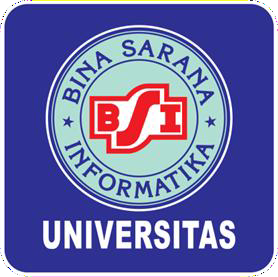 BINA SARANA
BSI
INFORMATIKA
UNIVERSITAS